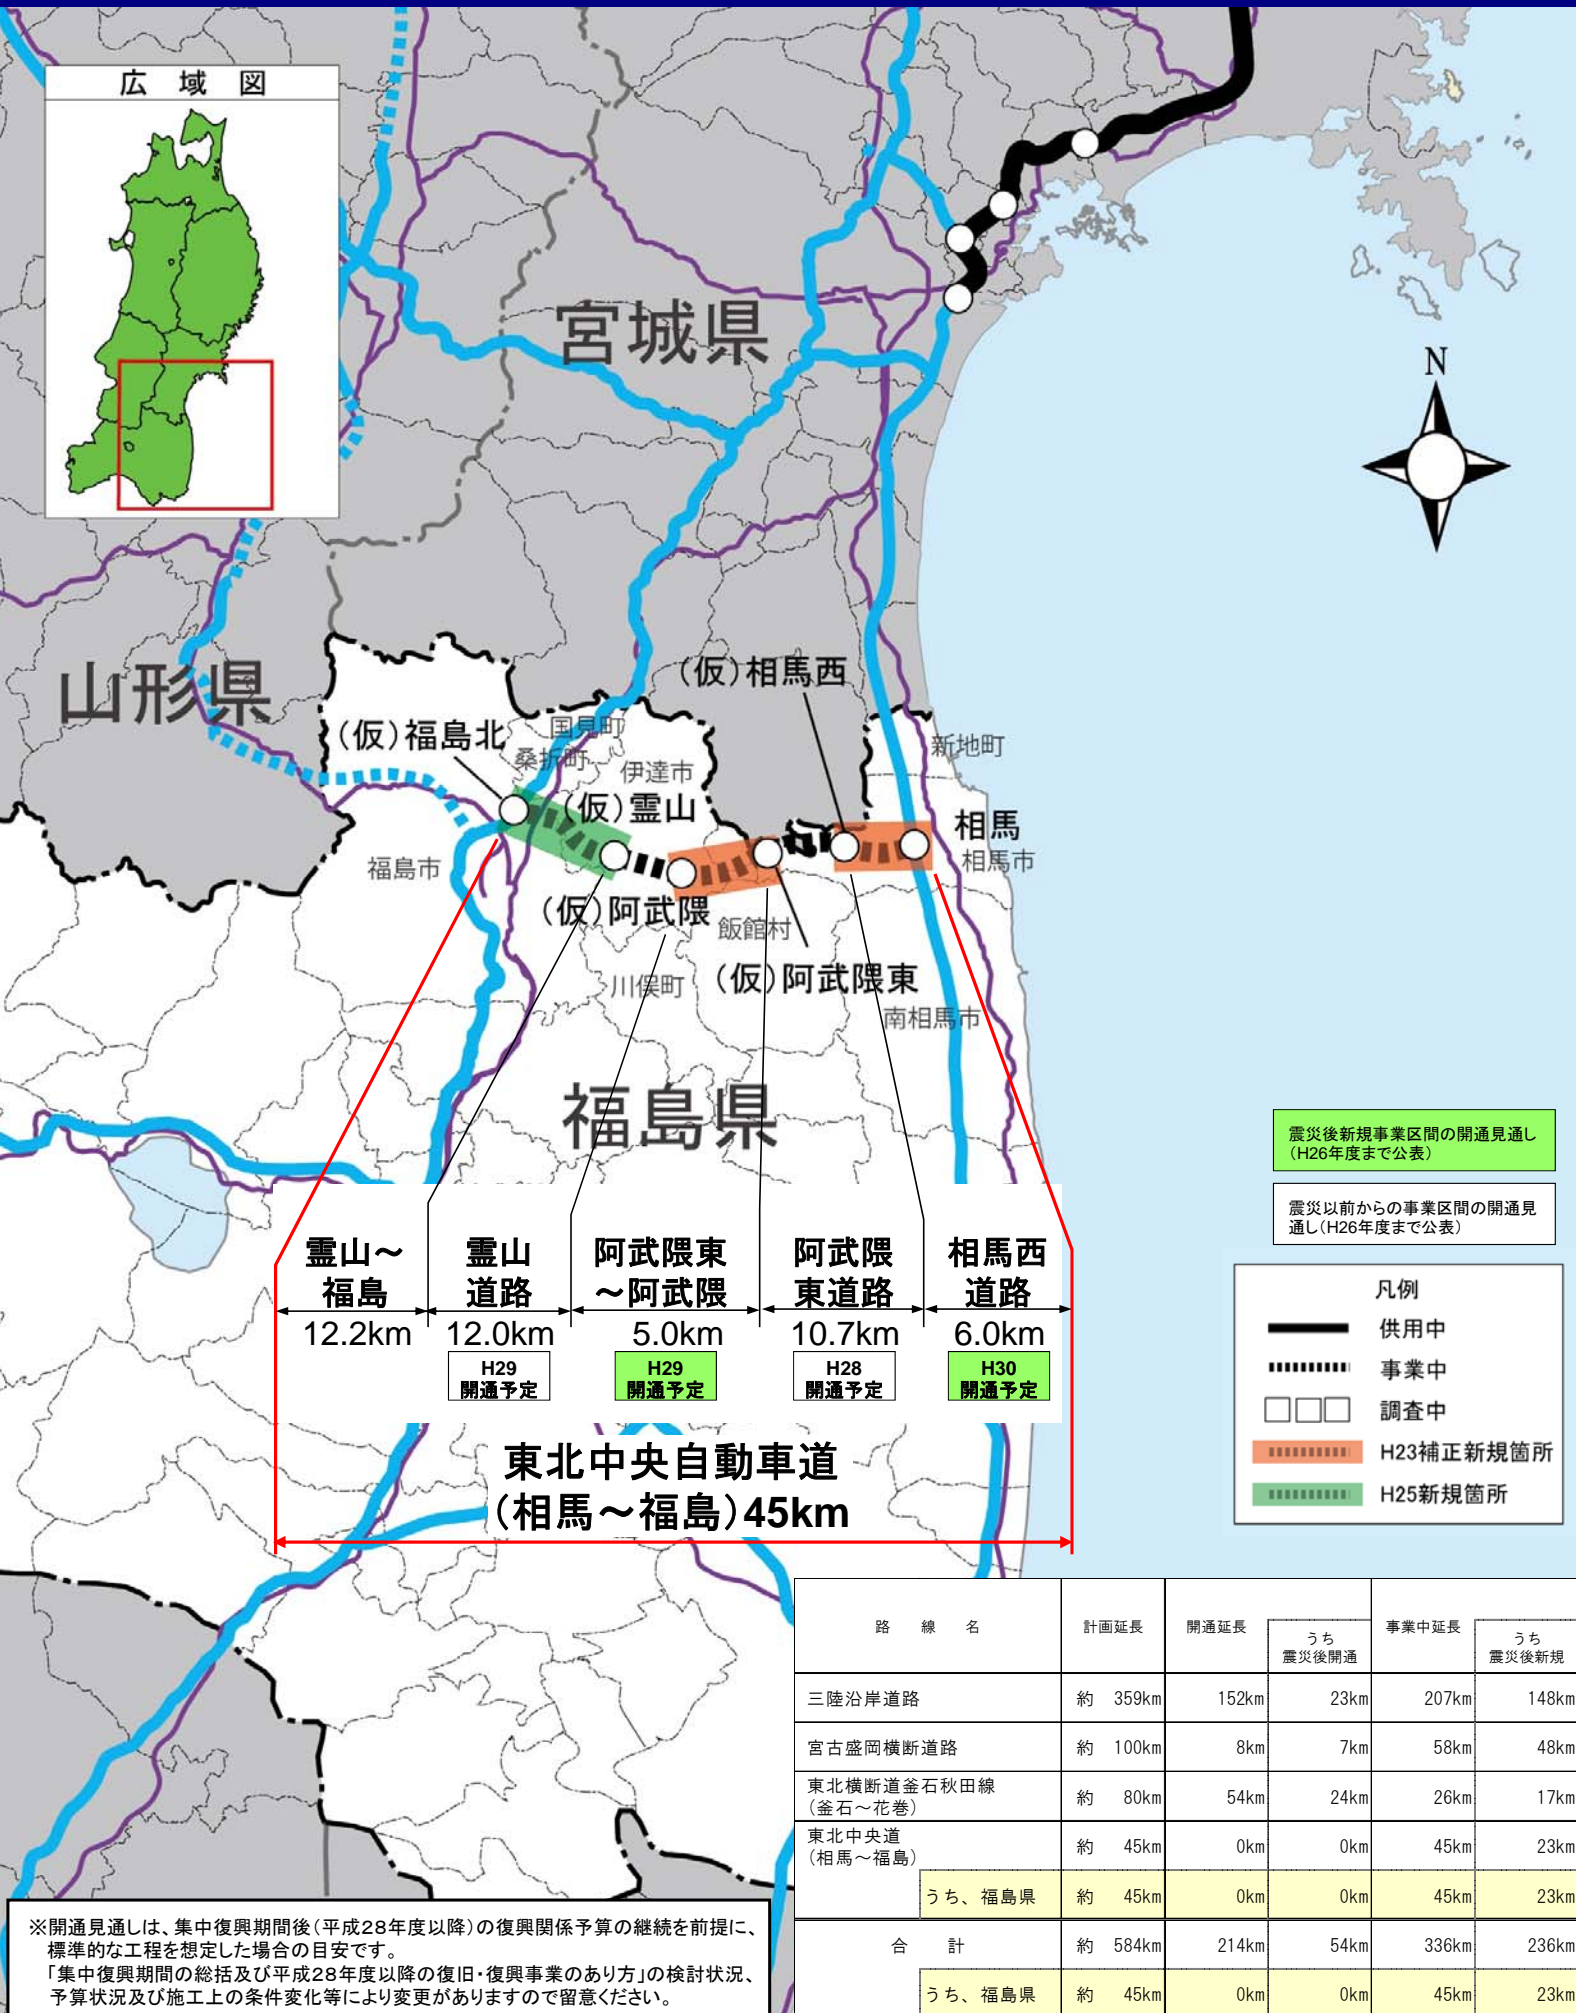 広 域 図
宮城県
N
山形県
(仮)相馬西
(仮)福島北
国見町
桑折町
伊達市
新地町
(仮)霊山
相馬
相馬市
福島市
(仮)阿武隈
飯館村
(仮)阿武隈東
川俣町
南相馬市
福島県
震災後新規事業区間の開通見通し
(H26年度まで公表)
震災以前からの事業区間の開通見
通し(H26年度まで公表)
霊山～
福島
12.2km
霊山
道路
12.0km
H29
開通予定
阿武隈東
～阿武隈
5.0km
H29
開通予定
阿武隈
東道路
10.7km
H28
開通予定
相馬西
道路
6.0km
H30
開通予定
凡例
供用中
事業中
調査中
H23補正新規箇所
H25新規箇所
東北中央自動車道
(相馬～福島)45km
路 線 名 計画延長 開通延長 うち 震災後開通 事業中延長 うち 震災後新規
三陸沿岸道路 約 359km 152km 23km 207km 148km
宮古盛岡横断道路 約 100km 8km 7km 58km 48km
東北横断道釜石秋田線
(釜石～花巻) 約 80km 54km 24km 26km 17km
東北中央道
(相馬～福島) 約 45km 0km 0km 45km 23km
うち、福島県 約 45km 0km 0km 45km 23km
合 計 約 584km 214km 54km 336km 236km
うち、福島県 約 45km 0km 0km 45km 23km
※開通見通しは、集中復興期間後(平成28年度以降)の復興関係予算の継続を前提に、
標準的な工程を想定した場合の目安です。
「集中復興期間の総括及び平成28年度以降の復旧・復興事業のあり方」の検討状況、
予算状況及び施工上の条件変化等により変更がありますので留意ください。